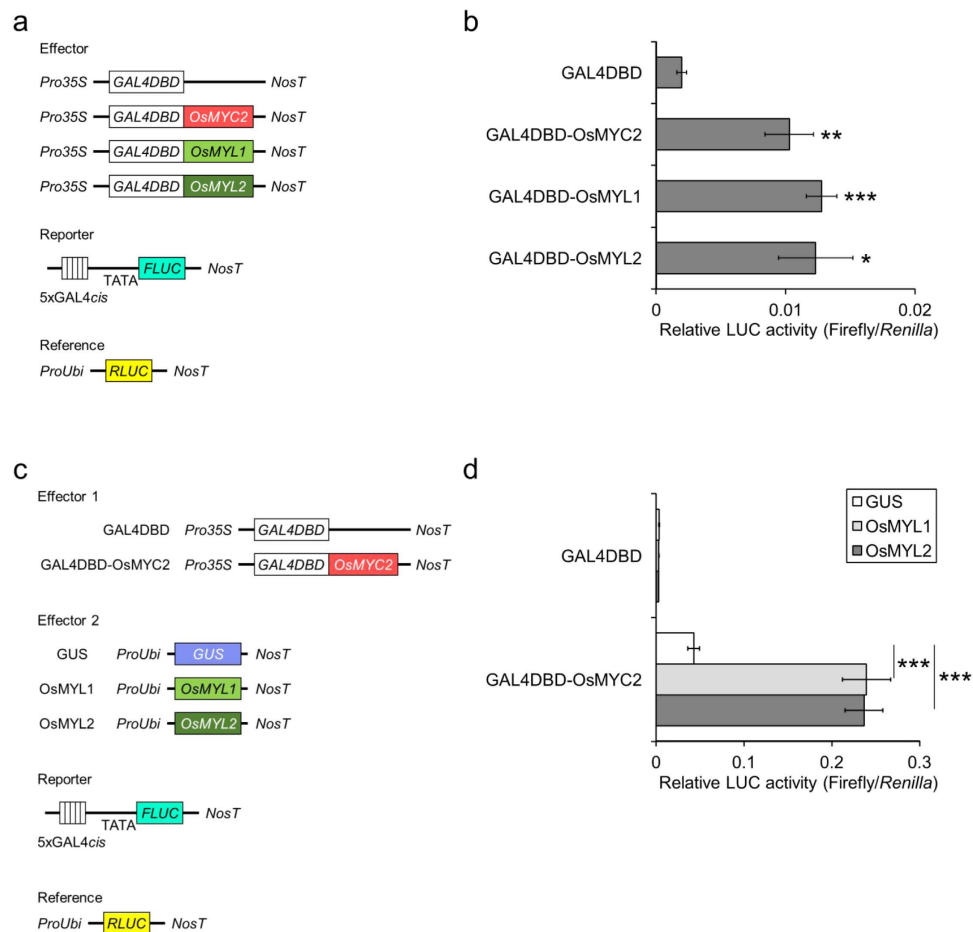 a
Effector
Pro35S GAL4DBD NosT
Pro35S GAL4DBD OsMYC2 NosT
Pro35S GAL4DBD OsMYL1 NosT
Pro35S GAL4DBD OsMYL2 NosT
Reporter
FLUC NosT
TATA
5xGAL4cis
Reference
ProUbi RLUC NosT
b
GAL4DBD
GAL4DBD-OsMYC2 **
GAL4DBD-OsMYL1 ***
GAL4DBD-OsMYL2 *
0 0.01 0.02
Relative LUC activity (Firefly/Renilla)
c
Effector 1
GAL4DBD Pro35S GAL4DBD NosT
GAL4DBD-OsMYC2 Pro35S GAL4DBD OsMYC2 NosT
Effector 2
GUS ProUbi GUS NosT
OsMYL1 ProUbi OsMYL1 NosT
OsMYL2 ProUbi OsMYL2 NosT
Reporter
FLUC NosT
TATA
5xGAL4cis
Reference
ProUbi RLUC NosT
d
GUS
OsMYL1
OsMYL2
GAL4DBD
GAL4DBD-OsMYC2 *** ***
0 0.1 0.2 0.3
Relative LUC activity (Firefly/Renilla)